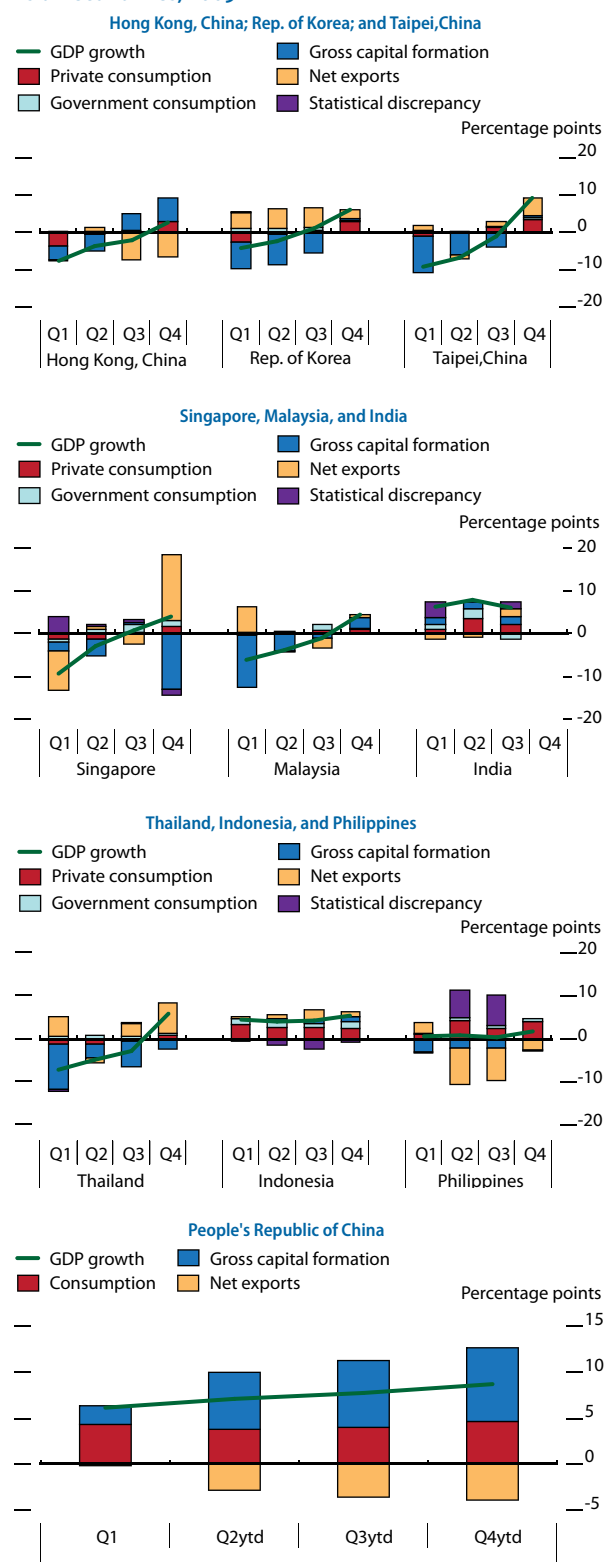 Hong Kong, China; Rep. of Korea; and Taipei,China
GDP growth
Gross capital formation
Private consumption
Net exports
Government consumption
Statistical discrepancy
Percentage points
20
10
0
-10
-20
Q1 Q2 Q3 Q4 Q1 Q2 Q3 Q4 Q1 Q2 Q3 Q4
Hong Kong, China Rep. of Korea Taipei,China
Singapore, Malaysia, and India
GDP growth
Gross capital formation
Private consumption
Net exports
Government consumption
Statistical discrepancy
Percentage points
20
10
0
-10
-20
Q1 Q2 Q3 Q4 Q1 Q2 Q3 Q4 Q1 Q2 Q3 Q4
Singapore Malaysia India
Thailand, Indonesia, and Philippines
GDP growth
Gross capital formation
Private consumption
Net exports
Government consumption
Statistical discrepancy
Percentage points
20
10
0
-10
-20
Q1 Q2 Q3 Q4 Q1 Q2 Q3 Q4 Q1 Q2 Q3 Q4
Thailand Indonesia Philippines
People's Republic of China
GDP growth
Gross capital formation
Consumption
Net exports
Percentage points
15
10
5
0
-5
Q1 Q2ytd Q3ytd Q4ytd